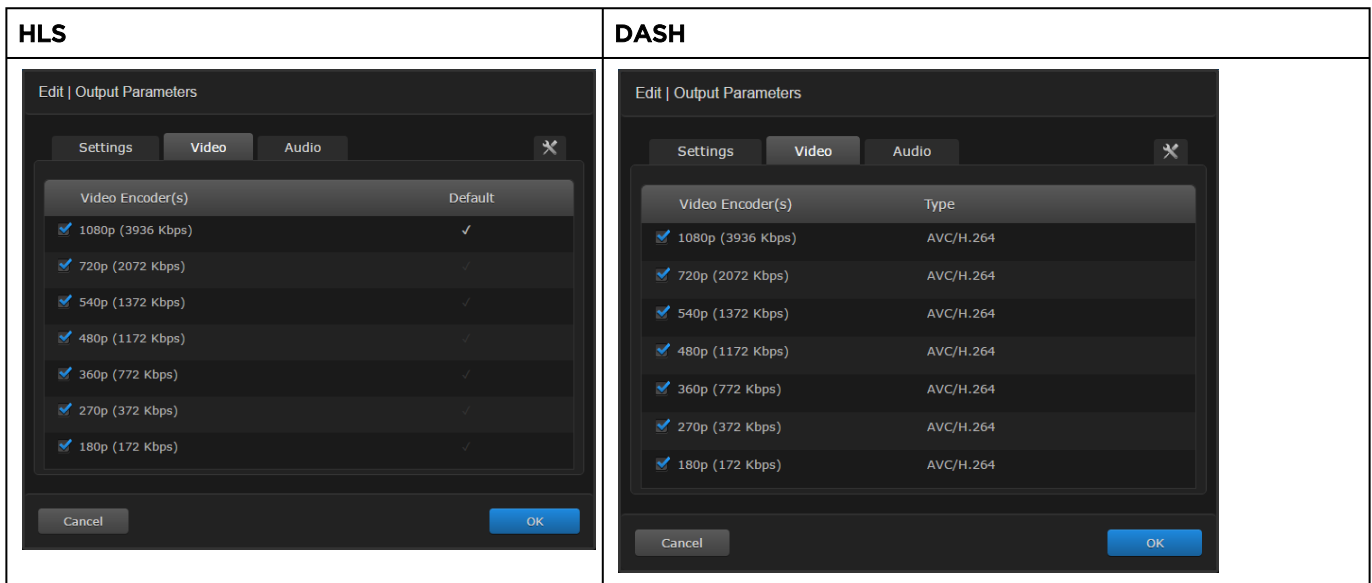 HLS
DASH
Edit | Output Parameters
Settings Video Audio
Video Encoder(s) Default
1080p (3936 Kbps)
720p (2072 Kbps)
540p (1372 Kbps)
480p (1172 Kbps)
360p (772 Kbps)
270p (372 Kbps)
180p (172 Kbps)
Cancel OK
Edit | Output Parameters
Settings Video Audio
Video Encoder(s) Type
1080p (3936 Kbps) AVC/H.264
720p (2072 Kbps) AVC/H.264
540p (1372 Kbps) AVC/H.264
480p (1172 Kbps) AVC/H.264
360p (772 Kbps) AVC/H.264
270p (372 Kbps) AVC/H.264
180p (172 Kbps) AVC/H.264
Cancel OK